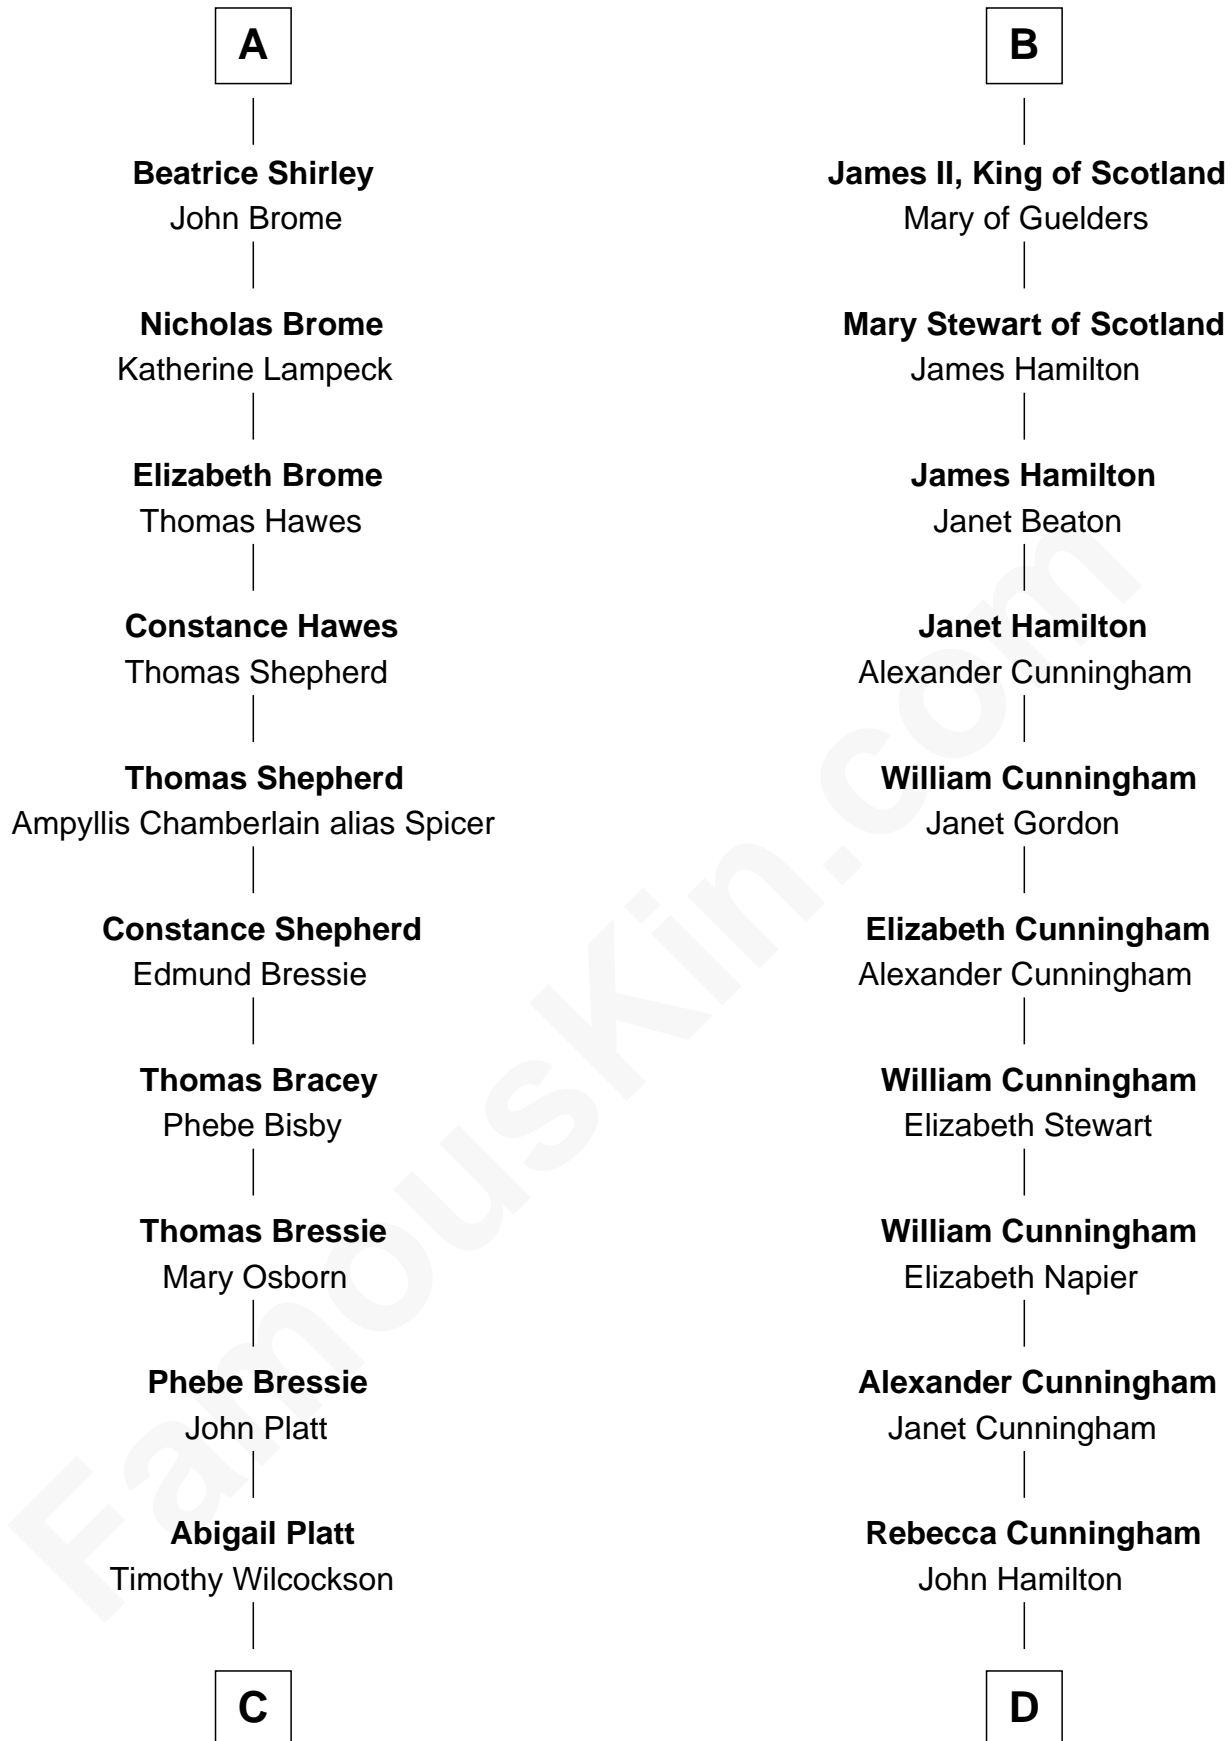 A
Beatrice Shirley
John Brome
Nicholas Brome
Katherine Lampeck
Elizabeth Brome
Thomas Hawes
Constance Hawes
Thomas Shepherd
Thomas Shepherd
Ampyllis Chamberlain alias Spicer
Constance Shepherd
Edmund Bressie
Thomas Bracey
Phebe Bisby
Thomas Bressie
Mary Osborn
Phebe Bressie
John Platt
Abigail Platt
Timothy Wilcockson
C
B
James II, King of Scotland
Mary of Guelders
Mary Stewart of Scotland
James Hamilton
James Hamilton
Janet Beaton
Janet Hamilton
Alexander Cunningham
William Cunningham
Janet Gordon
Elizabeth Cunningham
Alexander Cunningham
William Cunningham
Elizabeth Stewart
William Cunningham
Elizabeth Napier
Alexander Cunningham
Janet Cunningham
Rebecca Cunningham
John Hamilton
D
FamousKin.com